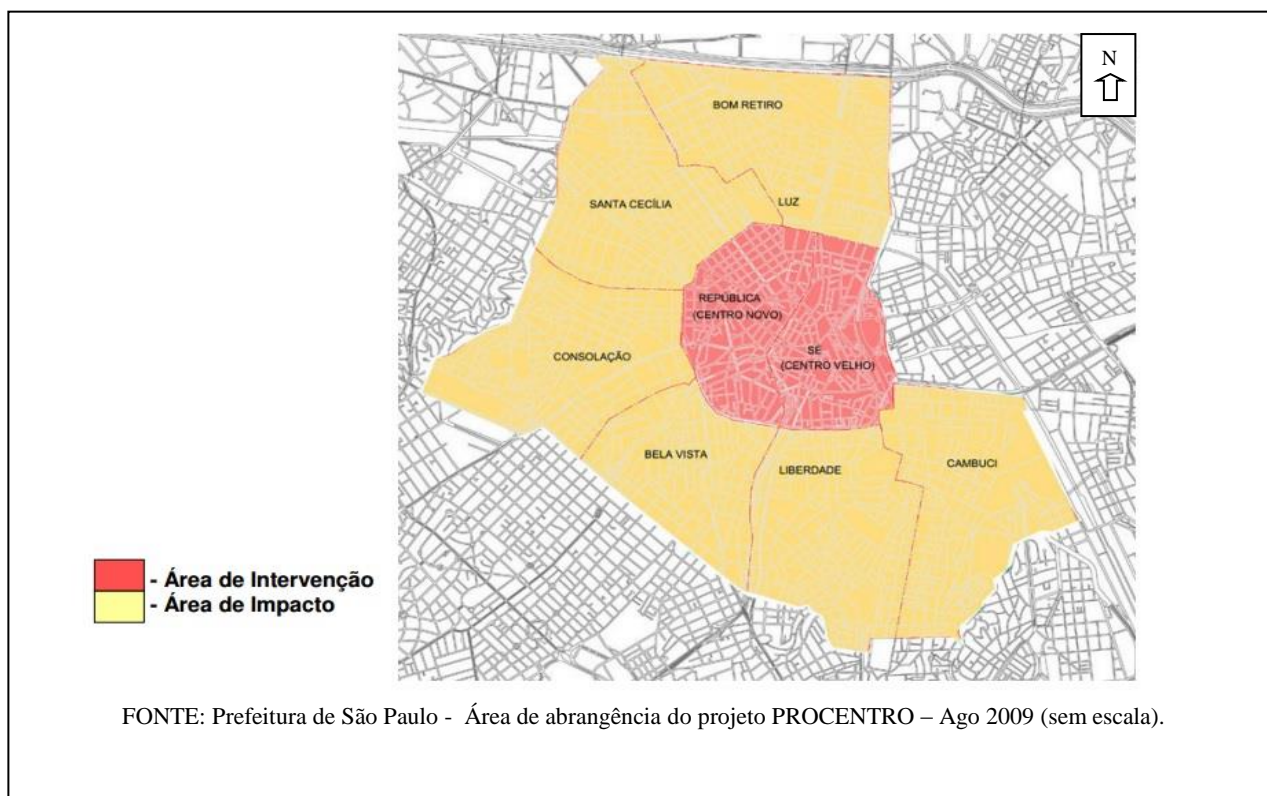 N
BOM RETIRO
SANTA CECÍLIA
LUZ
REPÚBLICA
(CENTRO NOVO)
SÉ
(CENTRO VELHO)
CONSOLAÇÃO
BELA VISTA
LIBERDADE
CAMBUCI
- Área de Intervenção
- Área de Impacto
FONTE: Prefeitura de São Paulo - Área de abrangência do projeto PROCENTRO – Ago 2009 (sem escala).